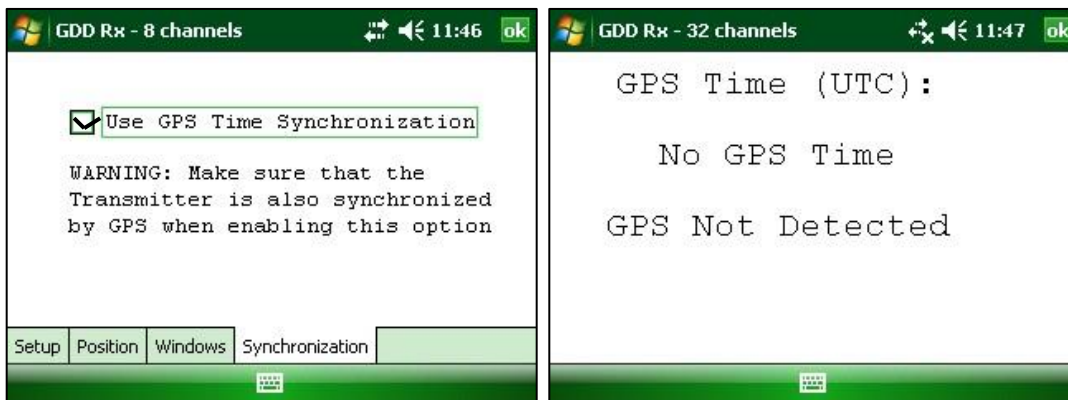 GDD Rx - 8 channels 11:46 ok
Use GPS Time Synchronization
WARNING: Make sure that the
Transmitter is also synchronized
by GPS when enabling this option
Setup Position Windows Synchronization
GDD Rx - 32 channels 11:47 ok
GPS Time (UTC):
No GPS Time
GPS Not Detected